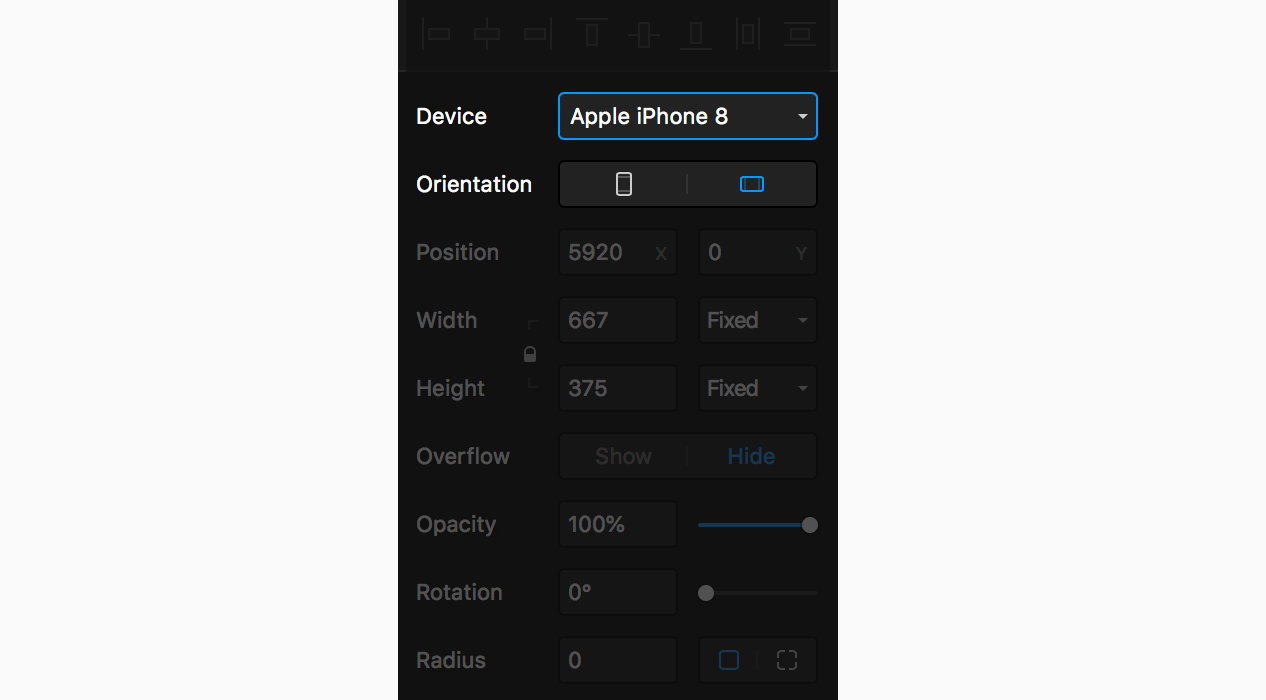 Device Apple iPhone 8
Orientation
Position 5920 X 0 Y
Width 667 Fixed
Height 375 Fixed
Overflow Show Hide
Opacity 100%
Rotation 0°
Radius 0